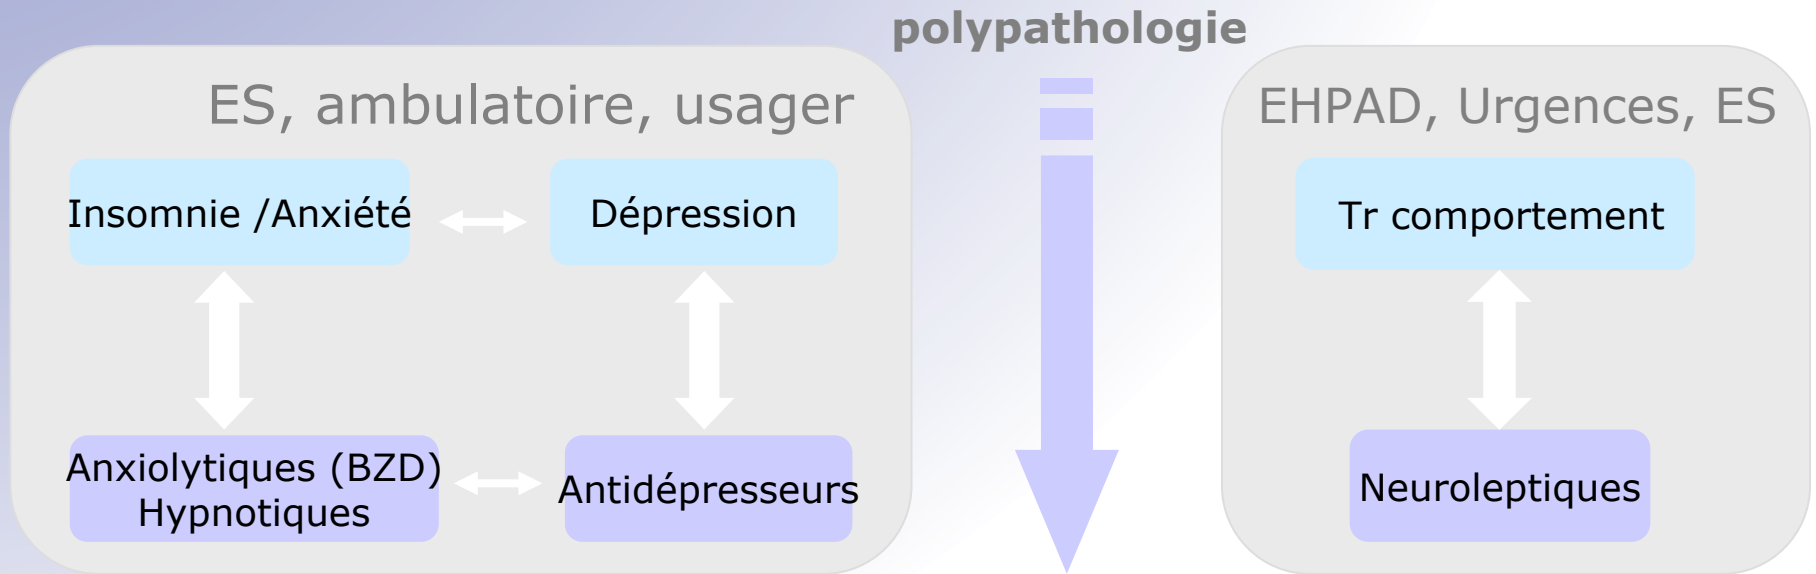 polypathologie
ES, ambulatoire, usager
Insomnie /Anxiété
Dépression
Anxiolytiques (BZD)
Hypnotiques
Antidépresseurs
EHPAD, Urgences, ES
Tr comportement
Neuroleptiques